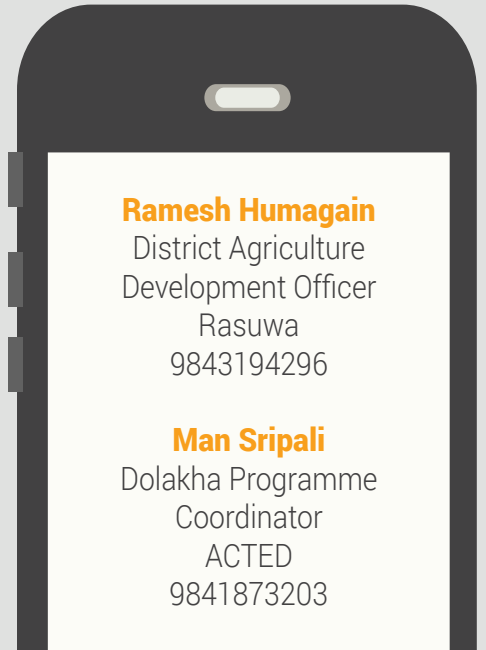 Ramesh Humagain
District Agriculture
Development Officer
Rasuwa
9843194296
Man Sripali
Dolakha Programme
Coordinator
ACTED
9841873203